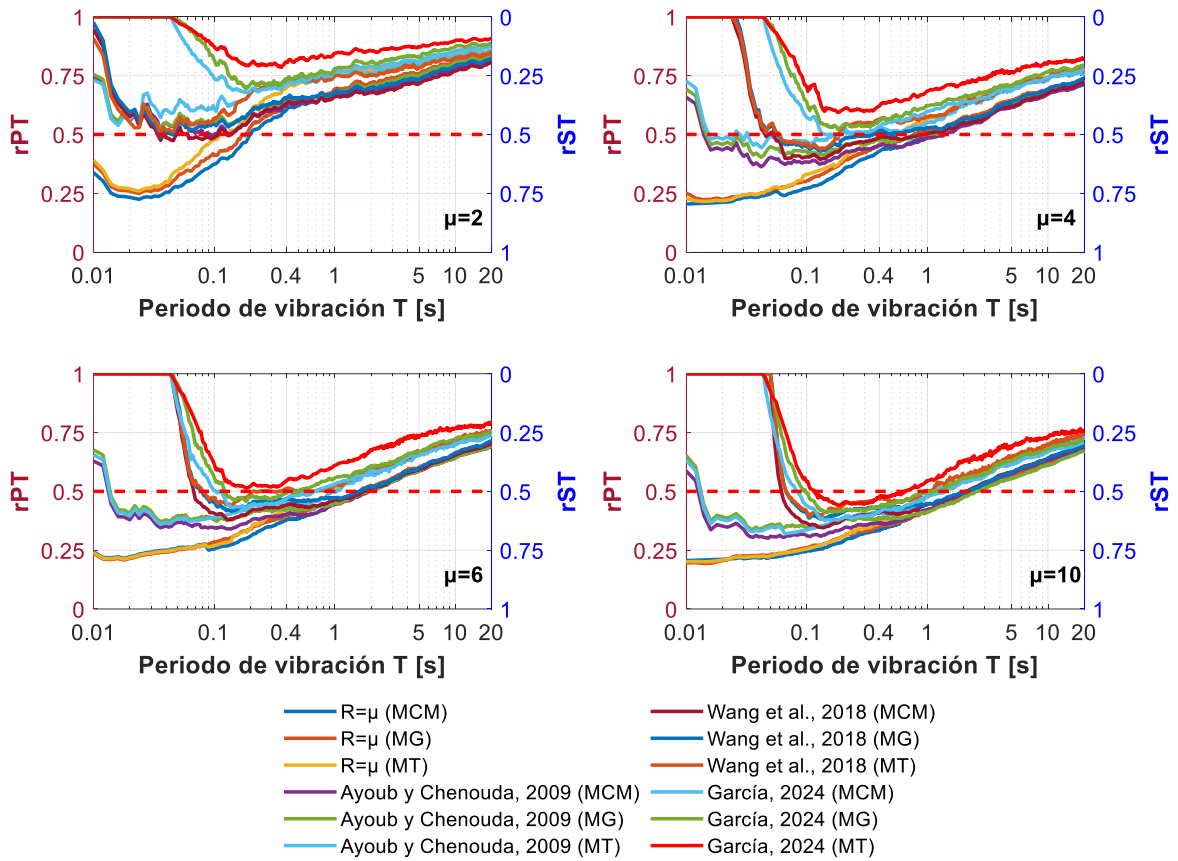 1 0 1 0
0.75 0.25 0.75 0.25
rPT 0.5 0.5 rST rPT 0.5 0.5 rST
0.25 0.75 0.25 0.75
µ=2 µ=4
0 1 0 1
0.01 0.1 0.4 1 5 10 20 0.01 0.1 0.4 1 5 10 20
Periodo de vibración T [s] Periodo de vibración T [s]
1 0 1 0
0.75 0.25 0.75 0.25
rPT 0.5 0.5 rST rPT 0.5 0.5 rST
0.25 0.75 0.25 0.75
µ=6 µ=10
0 1 0 1
0.01 0.1 0.4 1 5 10 20 0.01 0.1 0.4 1 5 10 20
Periodo de vibración T [s] Periodo de vibración T [s]
R=µ (MCM)
R=µ (MG)
R=µ (MT)
Ayoub y Chenouda, 2009 (MCM)
Ayoub y Chenouda, 2009 (MG)
Ayoub y Chenouda, 2009 (MT)
Wang et al., 2018 (MCM)
Wang et al., 2018 (MG)
Wang et al., 2018 (MT)
García, 2024 (MCM)
García, 2024 (MG)
García, 2024 (MT)